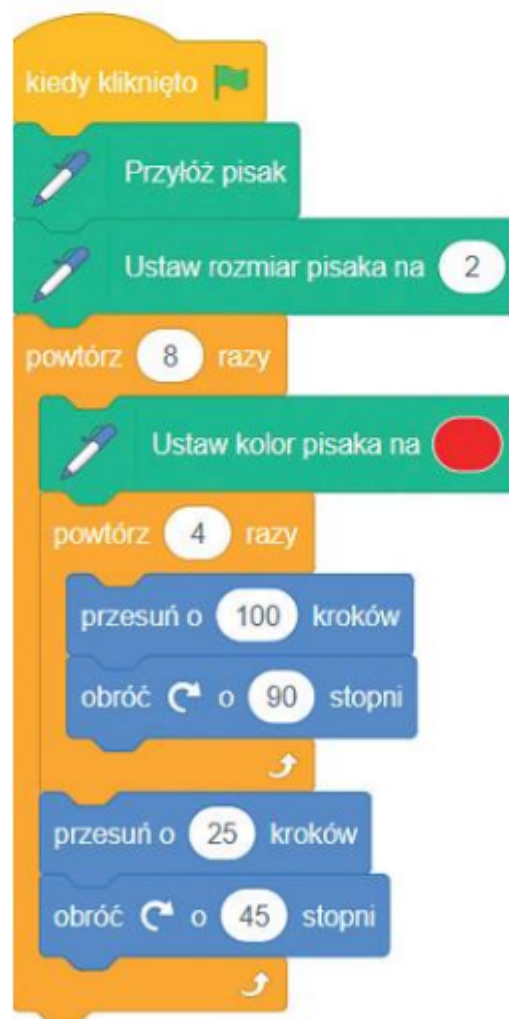 kiedy kliknięto
Przyłóż pisak
Ustaw rozmiar pisaka na 2
powtórz 8 razy
Ustaw kolor pisaka na
powtórz 4 razy
przesuń o 100 kroków
obróć o 90 stopni
przesuń o 25 kroków
obróć o 45 stopni